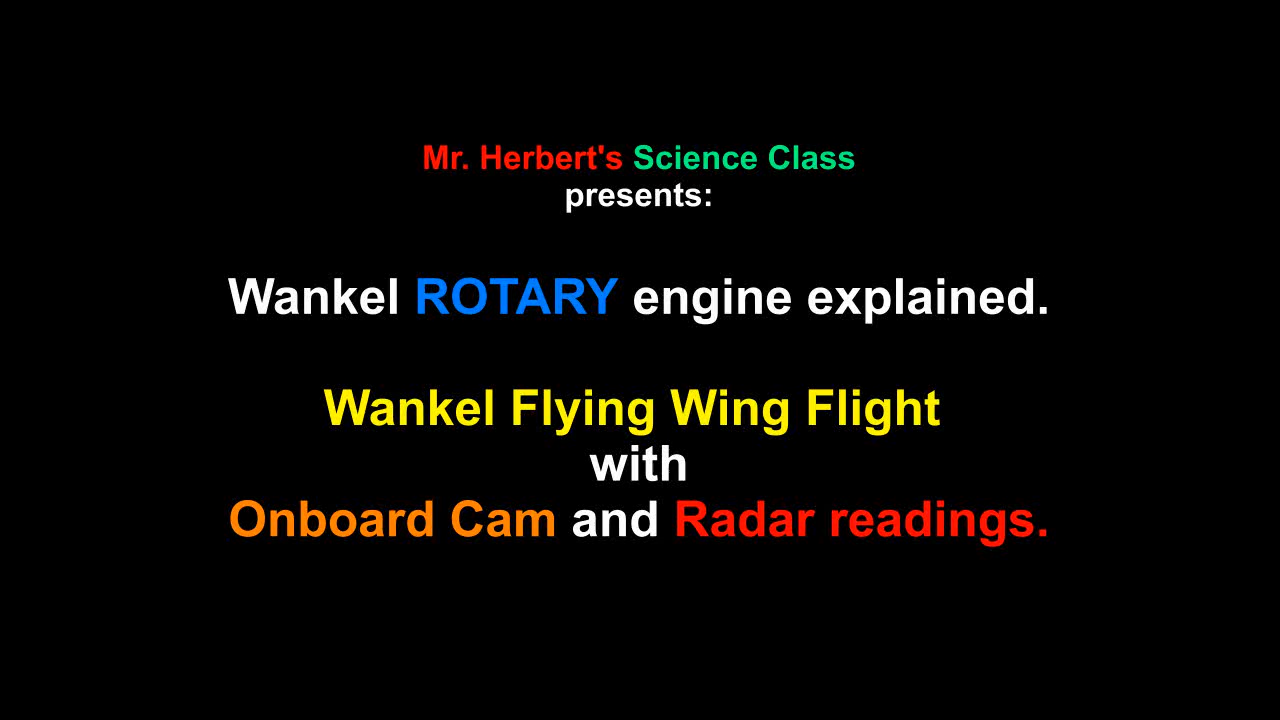 Mr. Herbert's Science Class
presents:
Wankel ROTARY engine explained.
Wankel Flying Wing Flight
with
Onboard Cam and Radar readings.